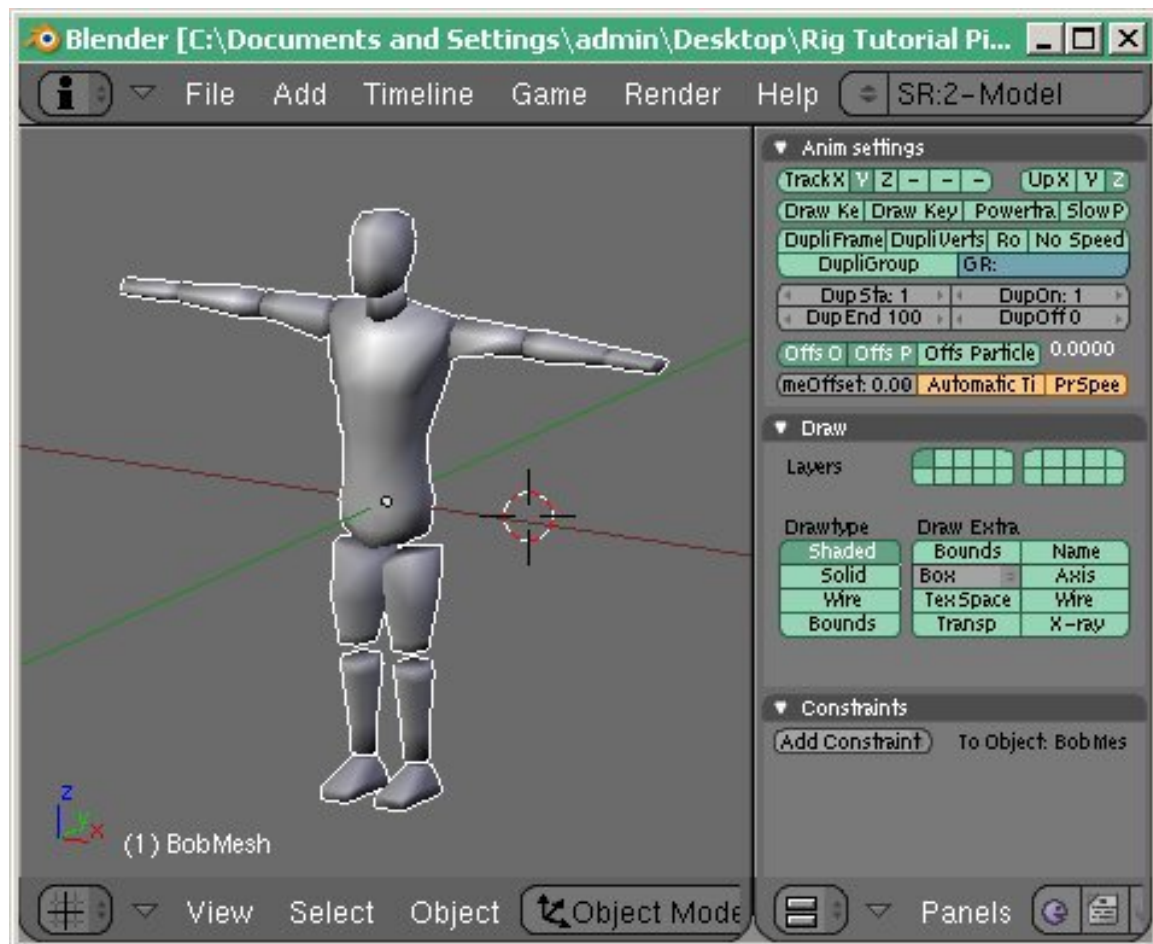 Blender [C:\Documents and Settings\admin\Desktop\Rig Tutorial Pi...
File Add Timeline Game Render Help SR:2-Model
Anim settings
TrackX Y Z - - - UpX Y Z
Draw Ke Draw Key Powertra SlowP
DupliFrame DupliVerts Ro No Speed
DupliGroup GR:
DupSta: 1 DupOn: 1
DupEnd 100 DupOff 0
Offs O Offs P Offs Particle 0.0000
meOffset: 0.00 Automatic Ti PrSpee
Draw
Layers
Drawtype Draw Extra
Shaded Bounds Name
Solid Box Axis
Wire TexSpace Wire
Bounds Transp X-ray
Constraints
Add Constraint To Object: BobMes
z
y
x
(1) BobMesh
View Select Object Object Mode
Panels